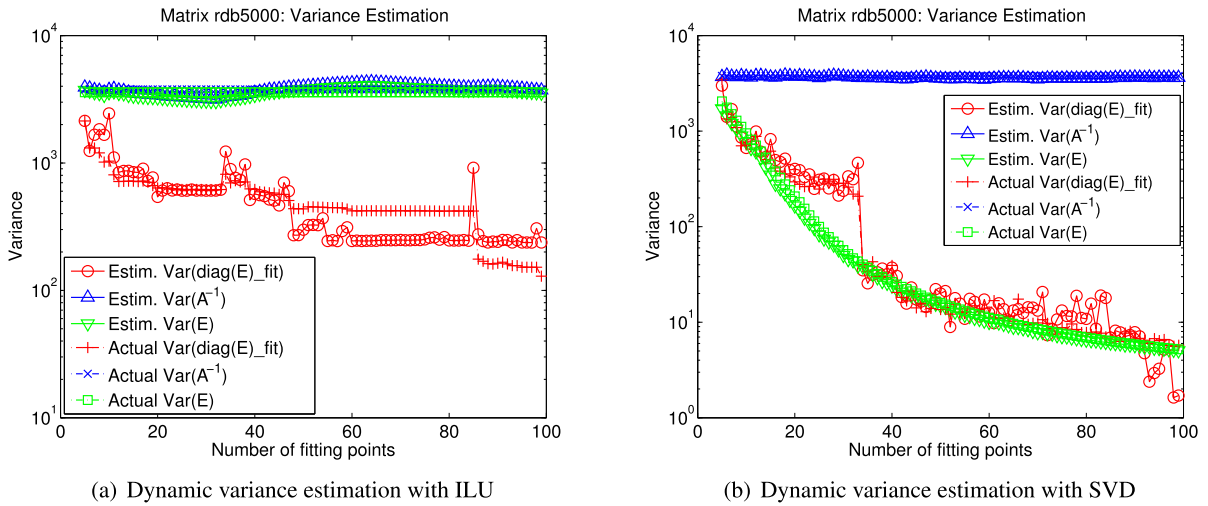 Matrix rdb5000: Variance Estimation
10^4
10^3
10^2
10^1
Variance
0 20 40 60 80 100
Number of fitting points
Estim. Var(diag(E)_fit)
Estim. Var(A^-1)
Estim. Var(E)
Actual Var(diag(E)_fit)
Actual Var(A^-1)
Actual Var(E)
(a) Dynamic variance estimation with ILU
Matrix rdb5000: Variance Estimation
10^4
10^3
10^2
10^1
10^0
Variance
0 20 40 60 80 100
Number of fitting points
Estim. Var(diag(E)_fit)
Estim. Var(A^-1)
Estim. Var(E)
Actual Var(diag(E)_fit)
Actual Var(A^-1)
Actual Var(E)
(b) Dynamic variance estimation with SVD